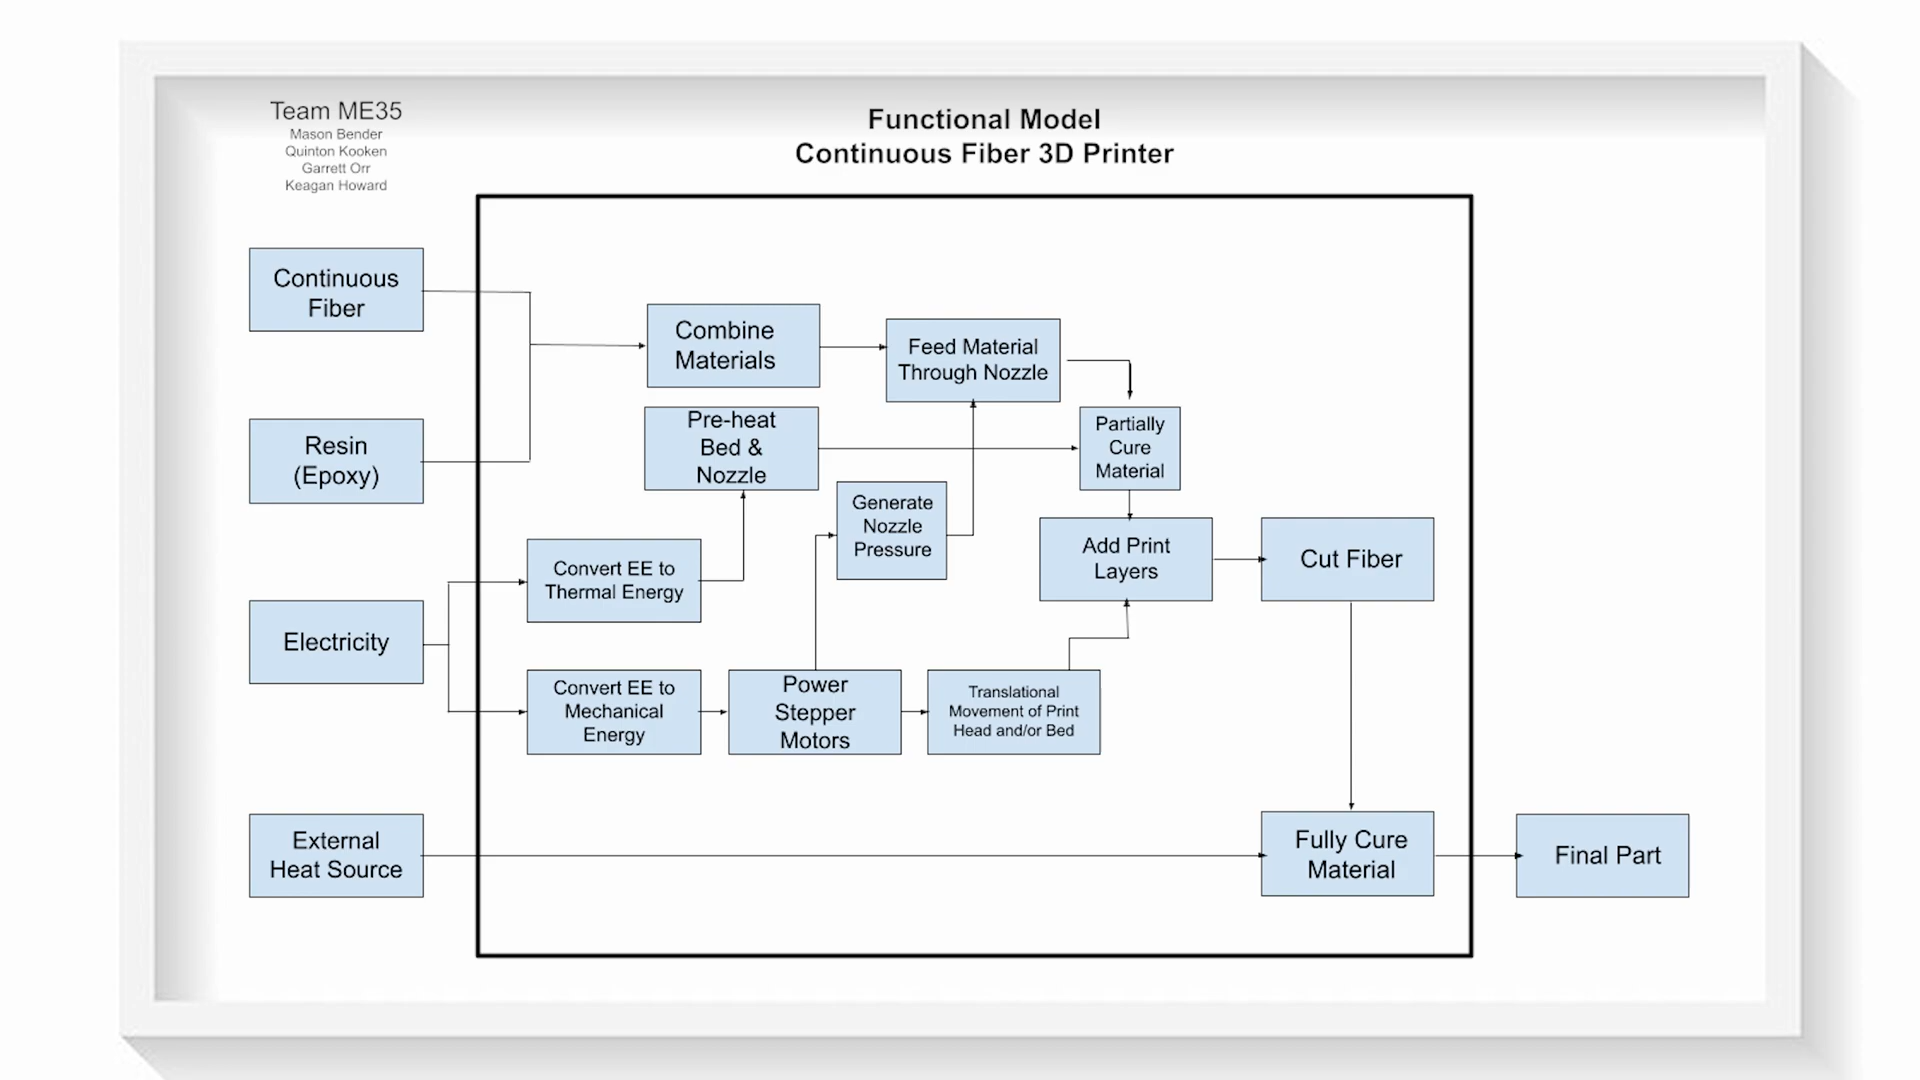 Team ME35
Mason Bender
Quinton Kooken
Garrett Orr
Keagan Howard
Functional Model
Continuous Fiber 3D Printer
Continuous
Fiber
Combine
Materials
Feed Material
Through Nozzle
Resin
(Epoxy)
Pre-heat
Bed &
Nozzle
Partially
Cure
Material
Generate
Nozzle
Pressure
Add Print
Layers
Cut Fiber
Convert EE to
Thermal Energy
Electricity
Convert EE to
Mechanical
Energy
Power
Stepper
Motors
Translational
Movement of Print
Head and/or Bed
External
Heat Source
Fully Cure
Material
Final Part